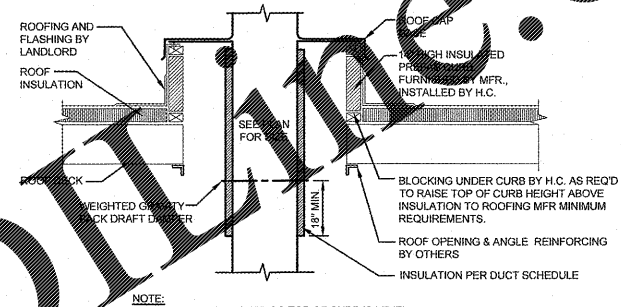 ROOFING AND
FLASHING BY
LANDLORD
ROOF
INSULATION
ROOF DECK
WEIGHTED GRAVITY
BACK DRAFT DAMPER
SEE PLAN
FOR SIZE
18" MIN.
ROOF CAP
BASE
HIGH INSULATED
FURNISHED BY MFR.,
INSTALLED BY H.C.
BLOCKING UNDER CURB BY H.C. AS REQ'D
TO RAISE TOP OF CURB HEIGHT ABOVE
INSULATION TO ROOFING MFR MINIMUM
REQUIREMENTS.
ROOF OPENING & ANGLE REINFORCING
BY OTHERS
INSULATION PER DUCT SCHEDULE
NOTE: